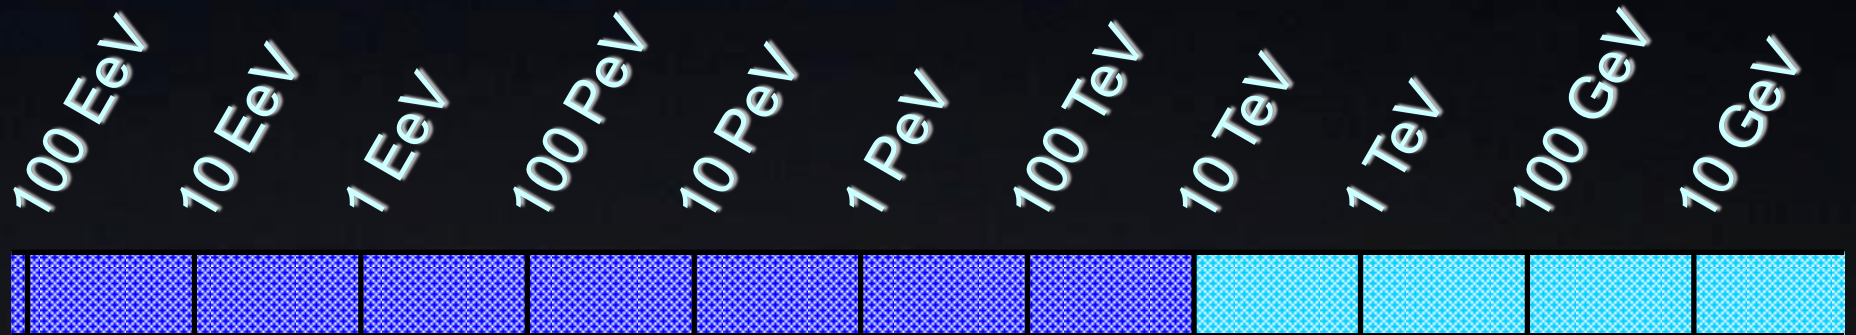 100 EeV
10 EeV
1 EeV
100 PeV
10 PeV
1 PeV
100 TeV
10 TeV
1 TeV
100 GeV
10 GeV